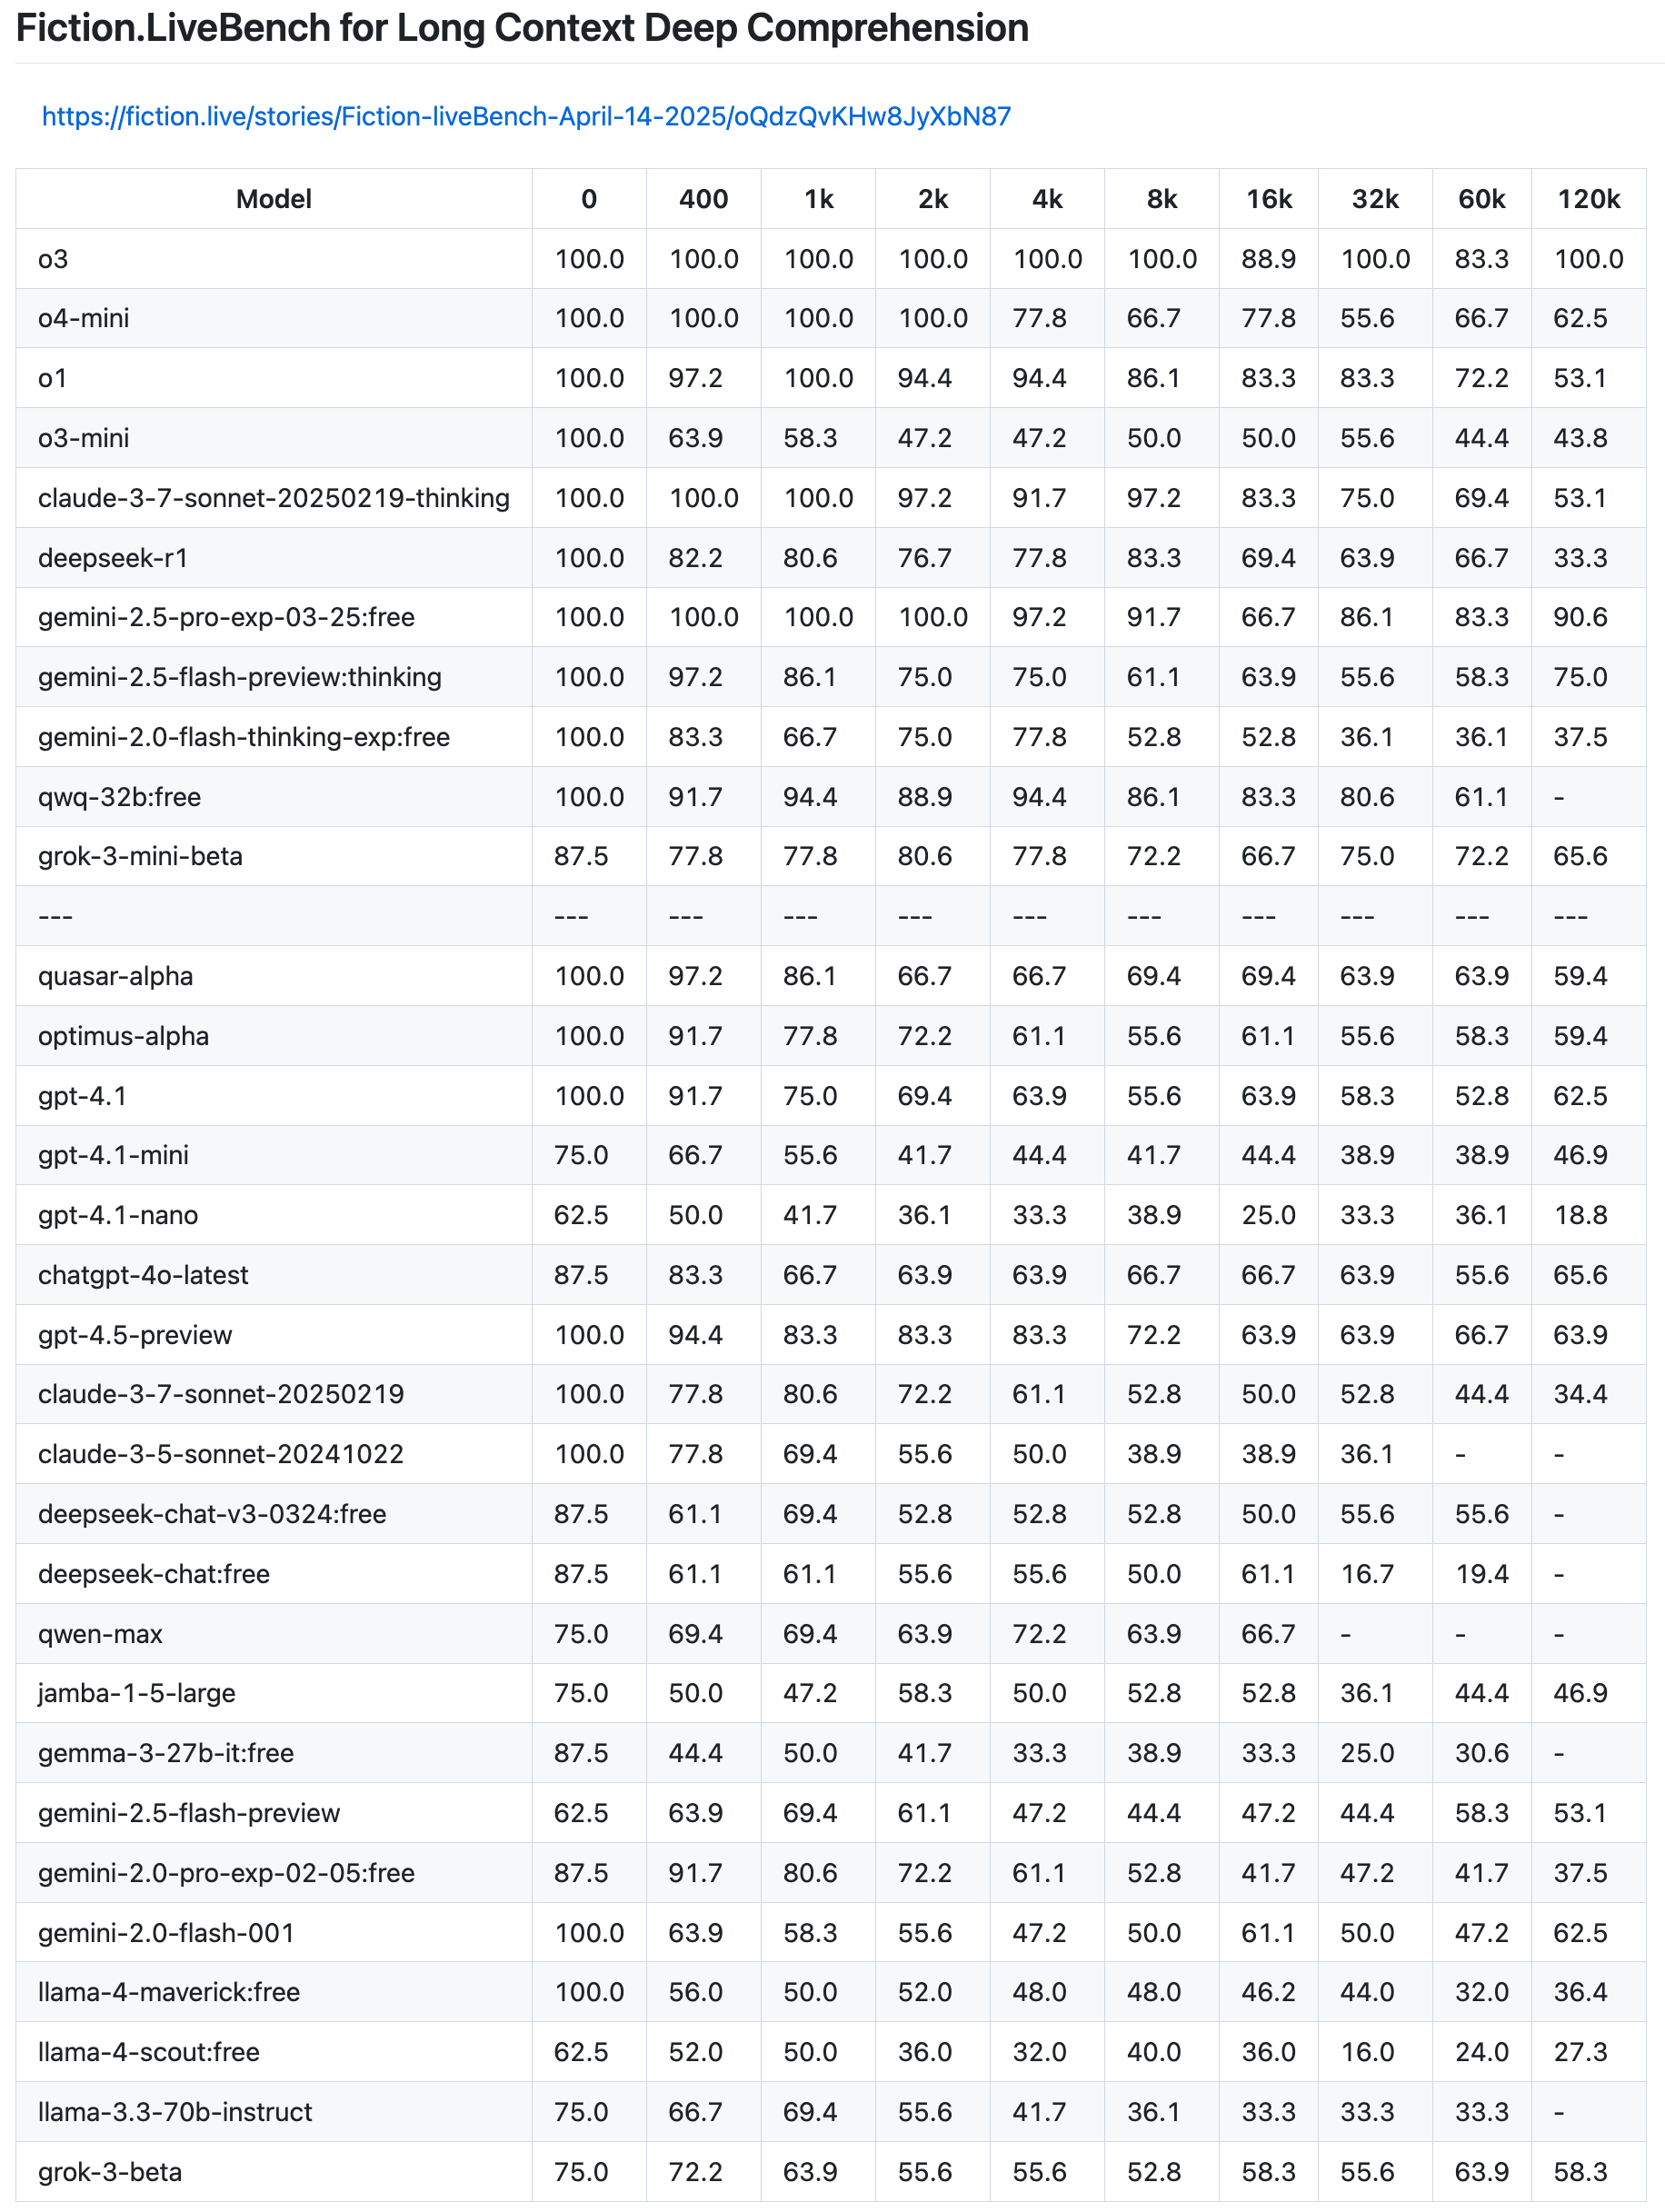 Fiction.LiveBench for Long Context Deep Comprehension
https://fiction.live/stories/Fiction-liveBench-April-14-2025/oQdzQvKHw8JyXbN87
Model 0 400 1k 2k 4k 8k 16k 32k 60k 120k
o3 100.0 100.0 100.0 100.0 100.0 100.0 88.9 100.0 83.3 100.0
o4-mini 100.0 100.0 100.0 100.0 77.8 66.7 77.8 55.6 66.7 62.5
o1 100.0 97.2 100.0 94.4 94.4 86.1 83.3 83.3 72.2 53.1
o3-mini 100.0 63.9 58.3 47.2 47.2 50.0 50.0 55.6 44.4 43.8
claude-3-7-sonnet-20250219-thinking 100.0 100.0 100.0 97.2 91.7 97.2 83.3 75.0 69.4 53.1
deepseek-r1 100.0 82.2 80.6 76.7 77.8 83.3 69.4 63.9 66.7 33.3
gemini-2.5-pro-exp-03-25:free 100.0 100.0 100.0 100.0 97.2 91.7 66.7 86.1 83.3 90.6
gemini-2.5-flash-preview:thinking 100.0 97.2 86.1 75.0 75.0 61.1 63.9 55.6 58.3 75.0
gemini-2.0-flash-thinking-exp:free 100.0 83.3 66.7 75.0 77.8 52.8 52.8 36.1 36.1 37.5
qwq-32b:free 100.0 91.7 94.4 88.9 94.4 86.1 83.3 80.6 61.1 -
grok-3-mini-beta 87.5 77.8 77.8 80.6 77.8 72.2 66.7 75.0 72.2 65.6
--- --- --- --- --- --- --- --- --- --- ---
quasar-alpha 100.0 97.2 86.1 66.7 66.7 69.4 69.4 63.9 63.9 59.4
optimus-alpha 100.0 91.7 77.8 72.2 61.1 55.6 61.1 55.6 58.3 59.4
gpt-4.1 100.0 91.7 75.0 69.4 63.9 55.6 63.9 58.3 52.8 62.5
gpt-4.1-mini 75.0 66.7 55.6 41.7 44.4 41.7 44.4 38.9 38.9 46.9
gpt-4.1-nano 62.5 50.0 41.7 36.1 33.3 38.9 25.0 33.3 36.1 18.8
chatgpt-4o-latest 87.5 83.3 66.7 63.9 63.9 66.7 66.7 63.9 55.6 65.6
gpt-4.5-preview 100.0 94.4 83.3 83.3 83.3 72.2 63.9 63.9 66.7 63.9
claude-3-7-sonnet-20250219 100.0 77.8 80.6 72.2 61.1 52.8 50.0 52.8 44.4 34.4
claude-3-5-sonnet-20241022 100.0 77.8 69.4 55.6 50.0 38.9 38.9 36.1 - -
deepseek-chat-v3-0324:free 87.5 61.1 69.4 52.8 52.8 52.8 50.0 55.6 55.6 -
deepseek-chat:free 87.5 61.1 61.1 55.6 55.6 50.0 61.1 16.7 19.4 -
qwen-max 75.0 69.4 69.4 63.9 72.2 63.9 66.7 - - -
jamba-1-5-large 75.0 50.0 47.2 58.3 50.0 52.8 52.8 36.1 44.4 46.9
gemma-3-27b-it:free 87.5 44.4 50.0 41.7 33.3 38.9 33.3 25.0 30.6 -
gemini-2.5-flash-preview 62.5 63.9 69.4 61.1 47.2 44.4 47.2 44.4 58.3 53.1
gemini-2.0-pro-exp-02-05:free 87.5 91.7 80.6 72.2 61.1 52.8 41.7 47.2 41.7 37.5
gemini-2.0-flash-001 100.0 63.9 58.3 55.6 47.2 50.0 61.1 50.0 47.2 62.5
llama-4-maverick:free 100.0 56.0 50.0 52.0 48.0 48.0 46.2 44.0 32.0 36.4
llama-4-scout:free 62.5 52.0 50.0 36.0 32.0 40.0 36.0 16.0 24.0 27.3
llama-3.3-70b-instruct 75.0 66.7 69.4 55.6 41.7 36.1 33.3 33.3 33.3 -
grok-3-beta 75.0 72.2 63.9 55.6 55.6 52.8 58.3 55.6 63.9 58.3